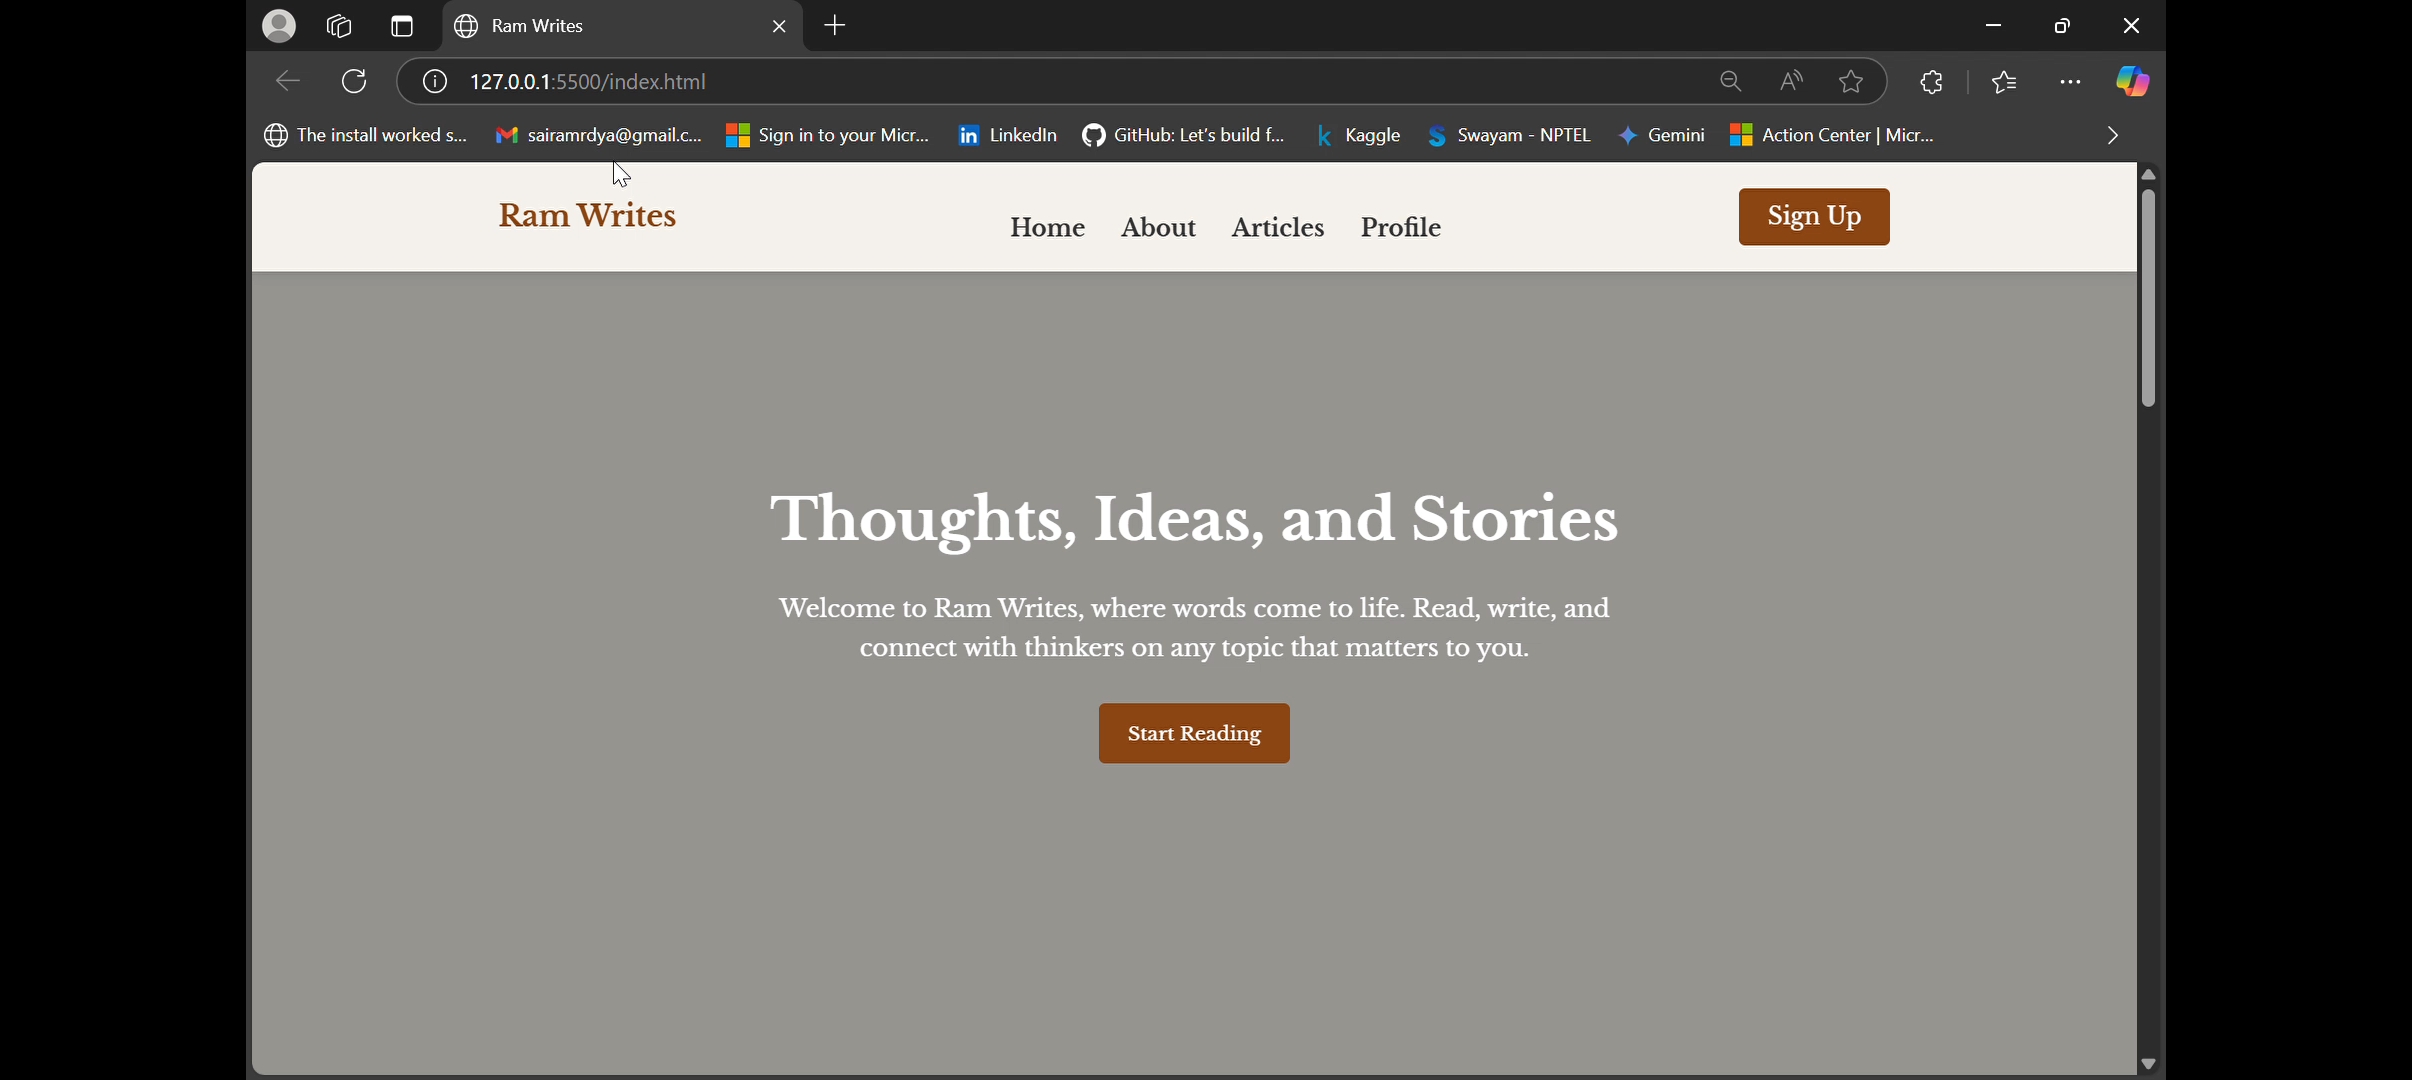 Ram Writes
127.0.0.1:5500/index.html
The install worked s...
sairamrdya@gmail.c...
Sign in to your Micr...
LinkedIn
GitHub: Let's build f...
Kaggle
Swayam - NPTEL
Gemini
Action Center | Micr...
Ram Writes
Home About Articles Profile
Sign Up
Thoughts, Ideas, and Stories
Welcome to Ram Writes, where words come to life. Read, write, and
connect with thinkers on any topic that matters to you.
Start Reading